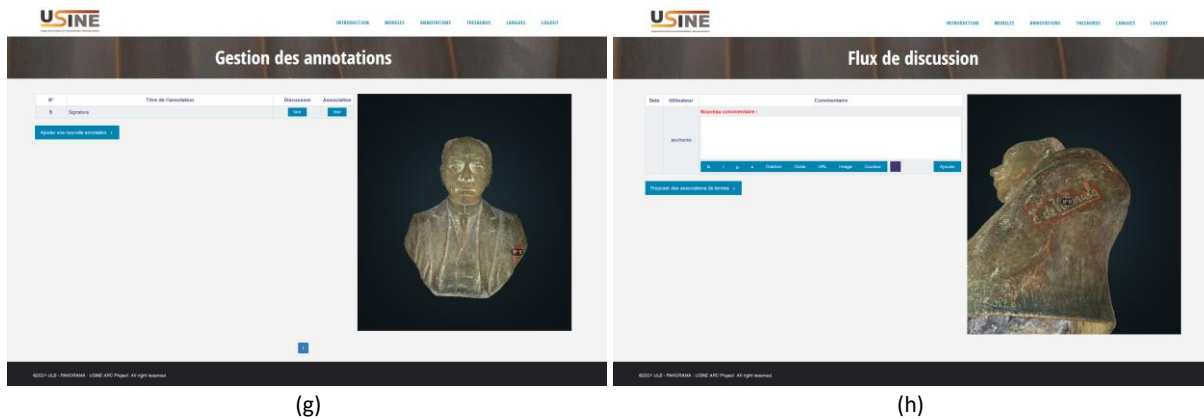 USINE
INTRODUCTION MODELES ANNOTATIONS THESAURUS LANGUES LOGOUT
Gestion des annotations
N° Titre de l'annotation Discussion Association
9 Signature Voir Voir
Ajouter une nouvelle annotation
1
©2021 ULB - PANORAMA : USINE ARC Project. All right reserved.
(g)
USINE
INTRODUCTION MODELES ANNOTATIONS THESAURUS LANGUES LOGOUT
Flux de discussion
Date Utilisateur Commentaire
Nouveau commentaire :
aschenke
b i u s Citation Code URL Image Couleur Ajouter
Proposer des associations de termes
©2021 ULB - PANORAMA : USINE ARC Project. All right reserved.
(h)